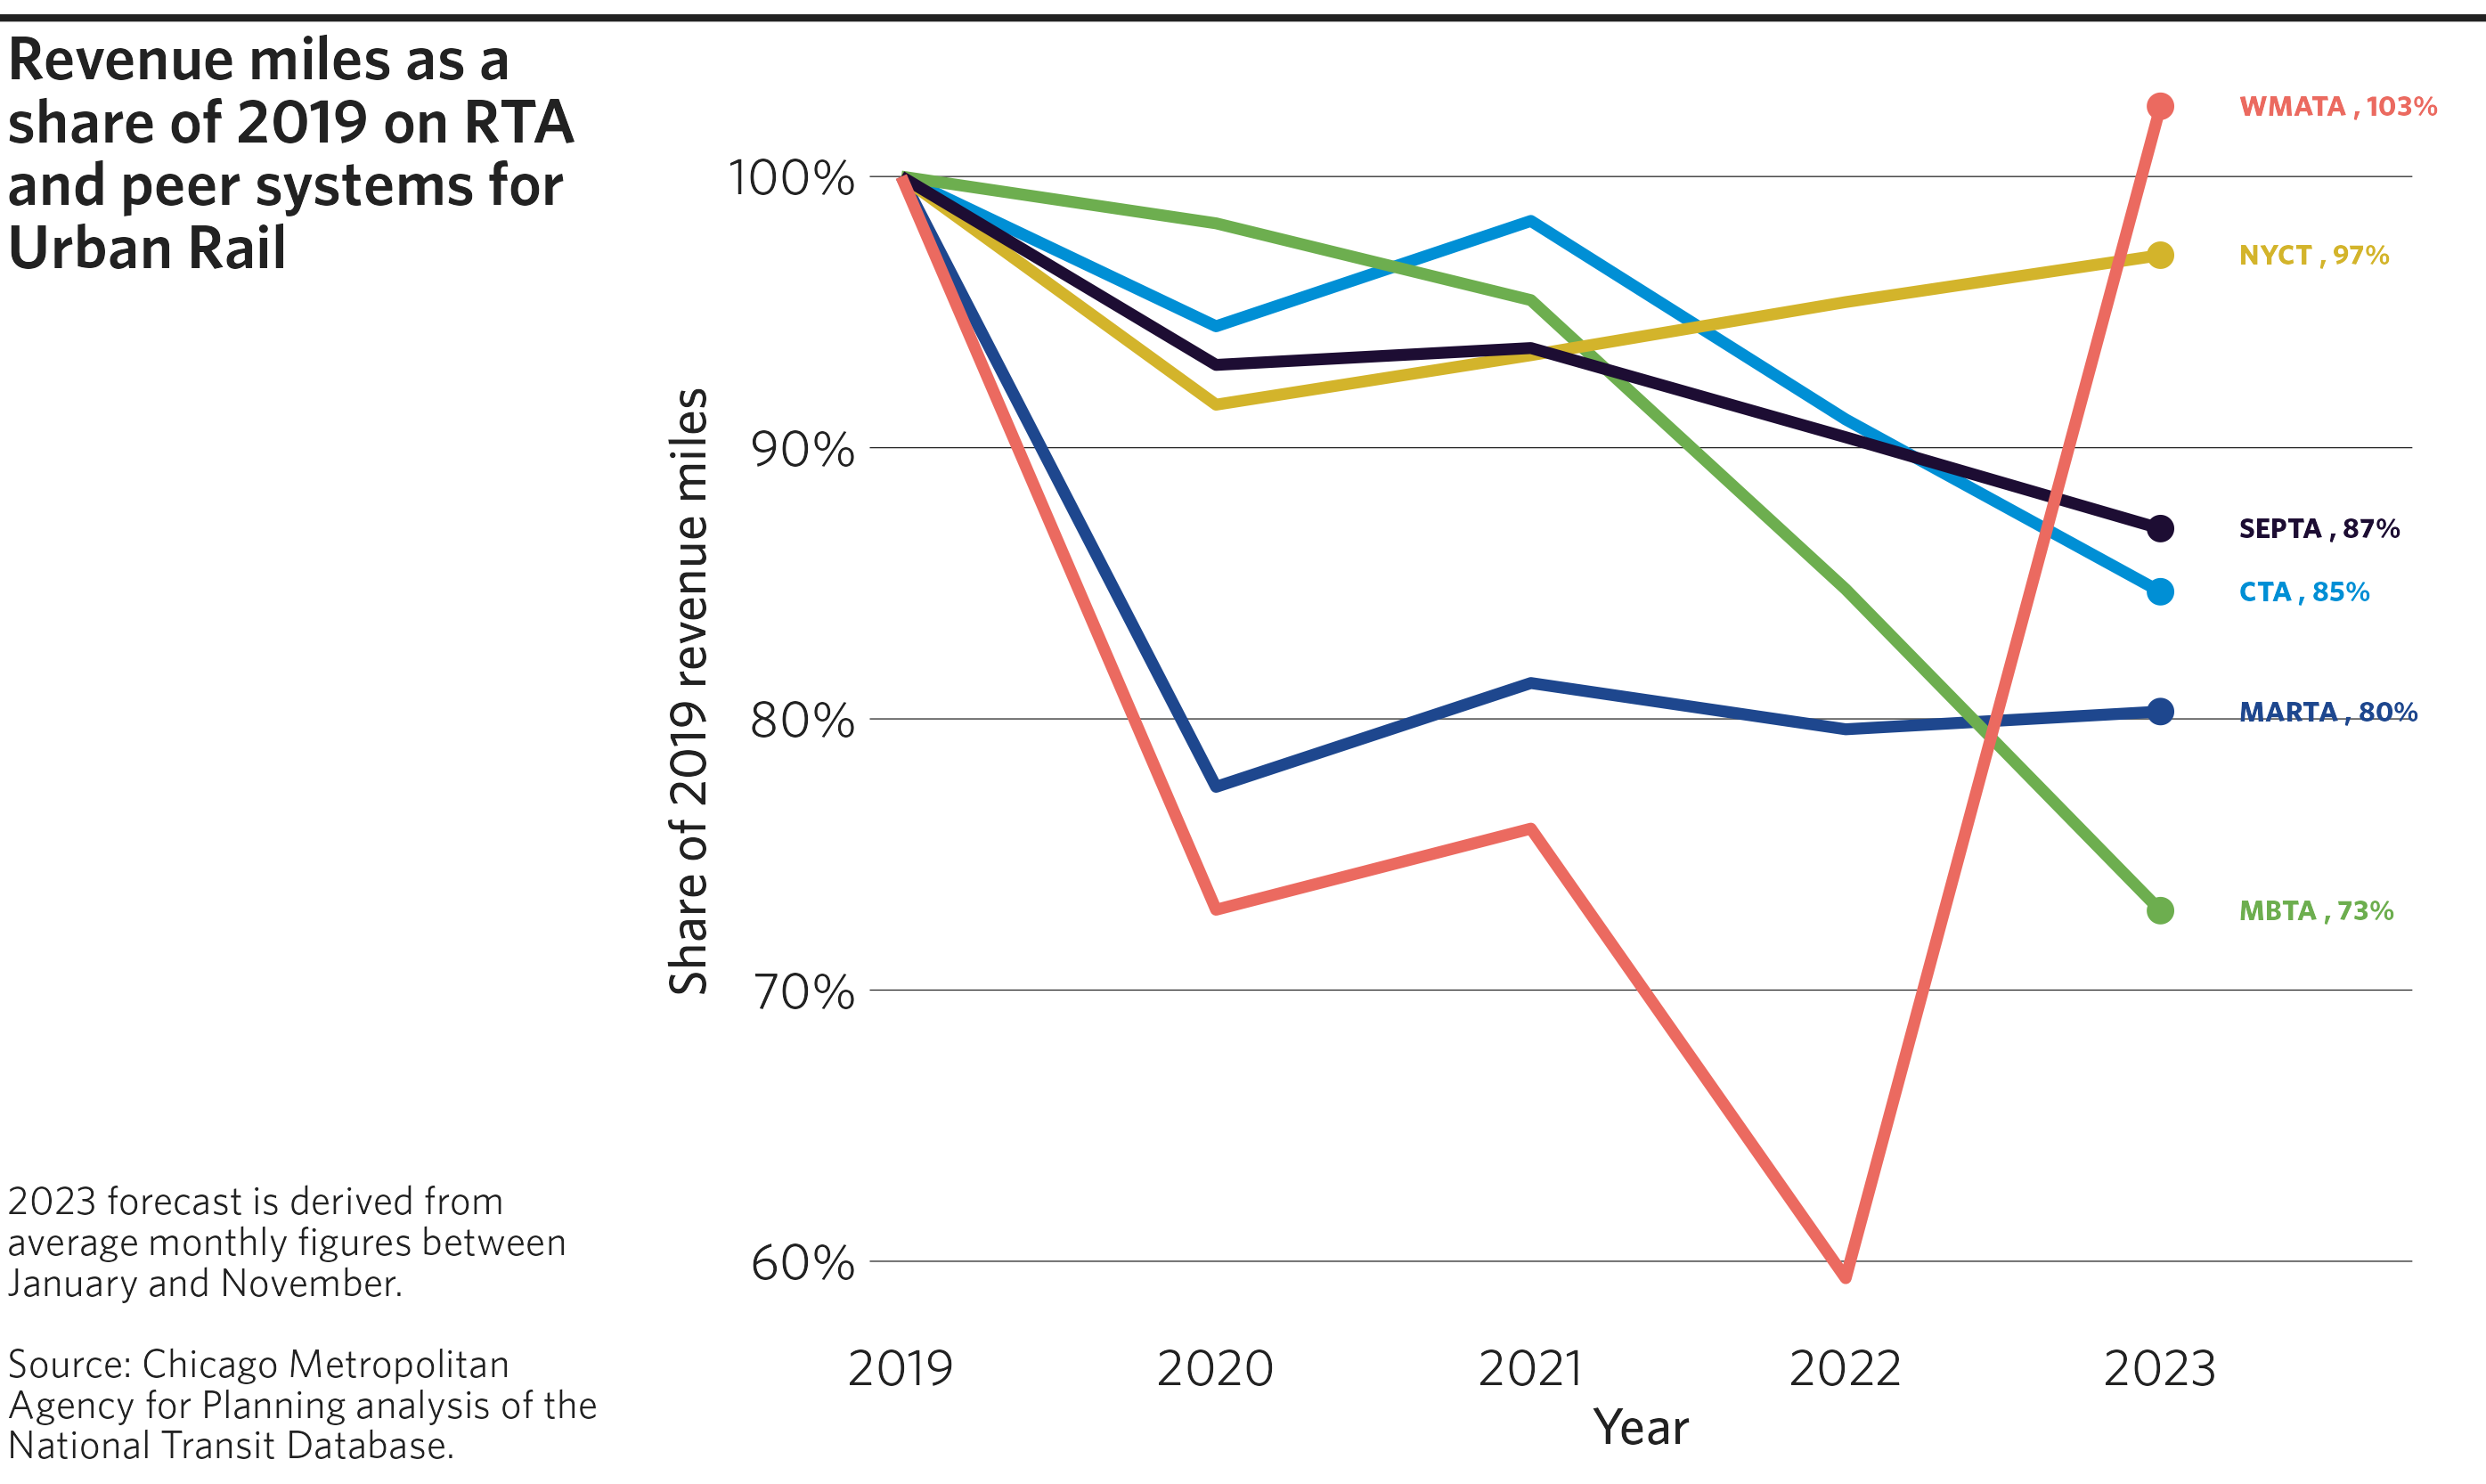 Revenue miles as a
share of 2019 on RTA
and peer systems for
Urban Rail
Share of 2019 revenue miles
100%
90%
80%
70%
60%
WMATA , 103%
NYCT , 97%
SEPTA , 87%
CTA , 85%
MARTA , 80%
MBTA , 73%
2019
2020
2021
2022
2023
Year
2023 forecast is derived from
average monthly figures between
January and November.
Source: Chicago Metropolitan
Agency for Planning analysis of the
National Transit Database.